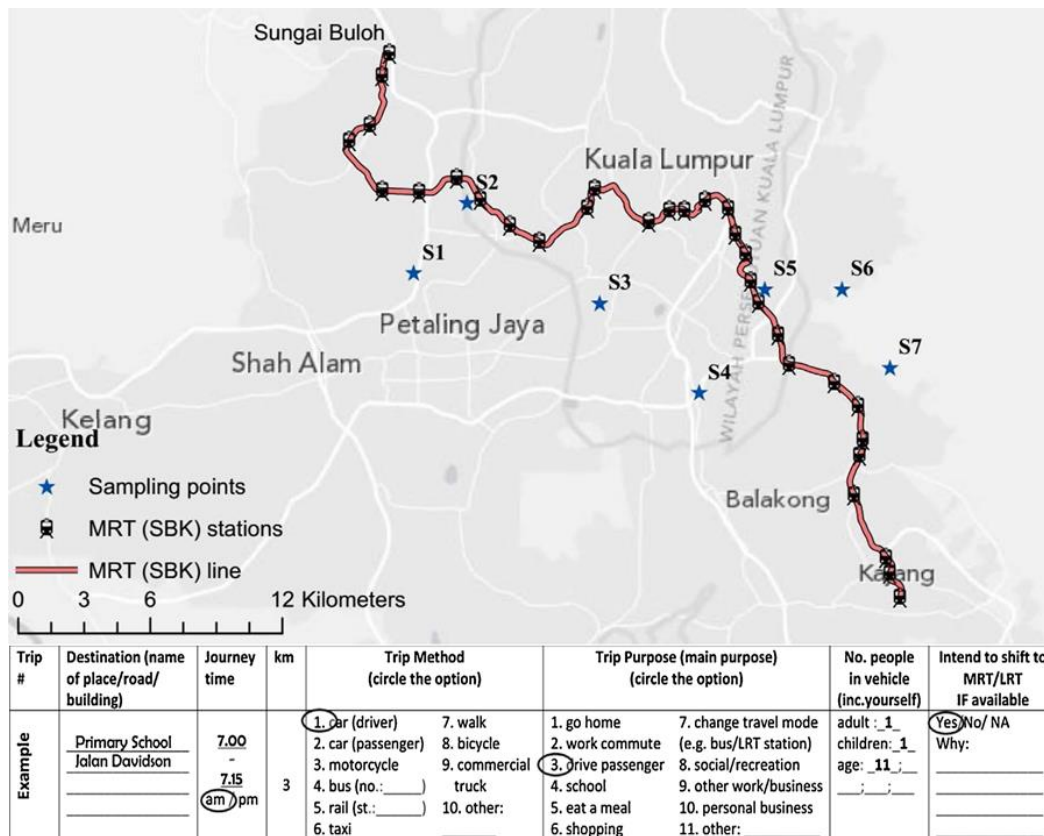 Sungai Buloh
Kuala Lumpur
S2
Meru
S1
S5
S6
S3
WILAYAH PERSEKUTUAN KUALA LUMPUR
Petaling Jaya
Shah Alam
S7
S4
Kelang
Legend
Sampling points
Balakong
MRT (SBK) stations
MRT (SBK) line
Kajang
0 3 6 12 Kilometers
Trip Destination (name Journey km Trip Method Trip Purpose (main purpose) No. people Intend to shift to
# of place/road/ time (circle the option) (circle the option) in vehicle MRT/LRT
building) (inc.yourself) IF available
Example
1. car (driver) 7. walk 1. go home 7. change travel mode adult : 1 Yes/No/ NA
Primary School 7.00 2. car (passenger) 8. bicycle 2. work commute (e.g. bus/LRT station) children: 1 Why:
Jalan Davidson - 3. motorcycle 9. commercial 3. drive passenger 8. social/recreation age: 11 ;
7.15 3 4. bus (no.: ) truck 4. school 9. other work/business ; ;
am / pm 5. rail (st.: ) 10. other: 5. eat a meal 10. personal business
6. taxi 6. shopping 11. other: